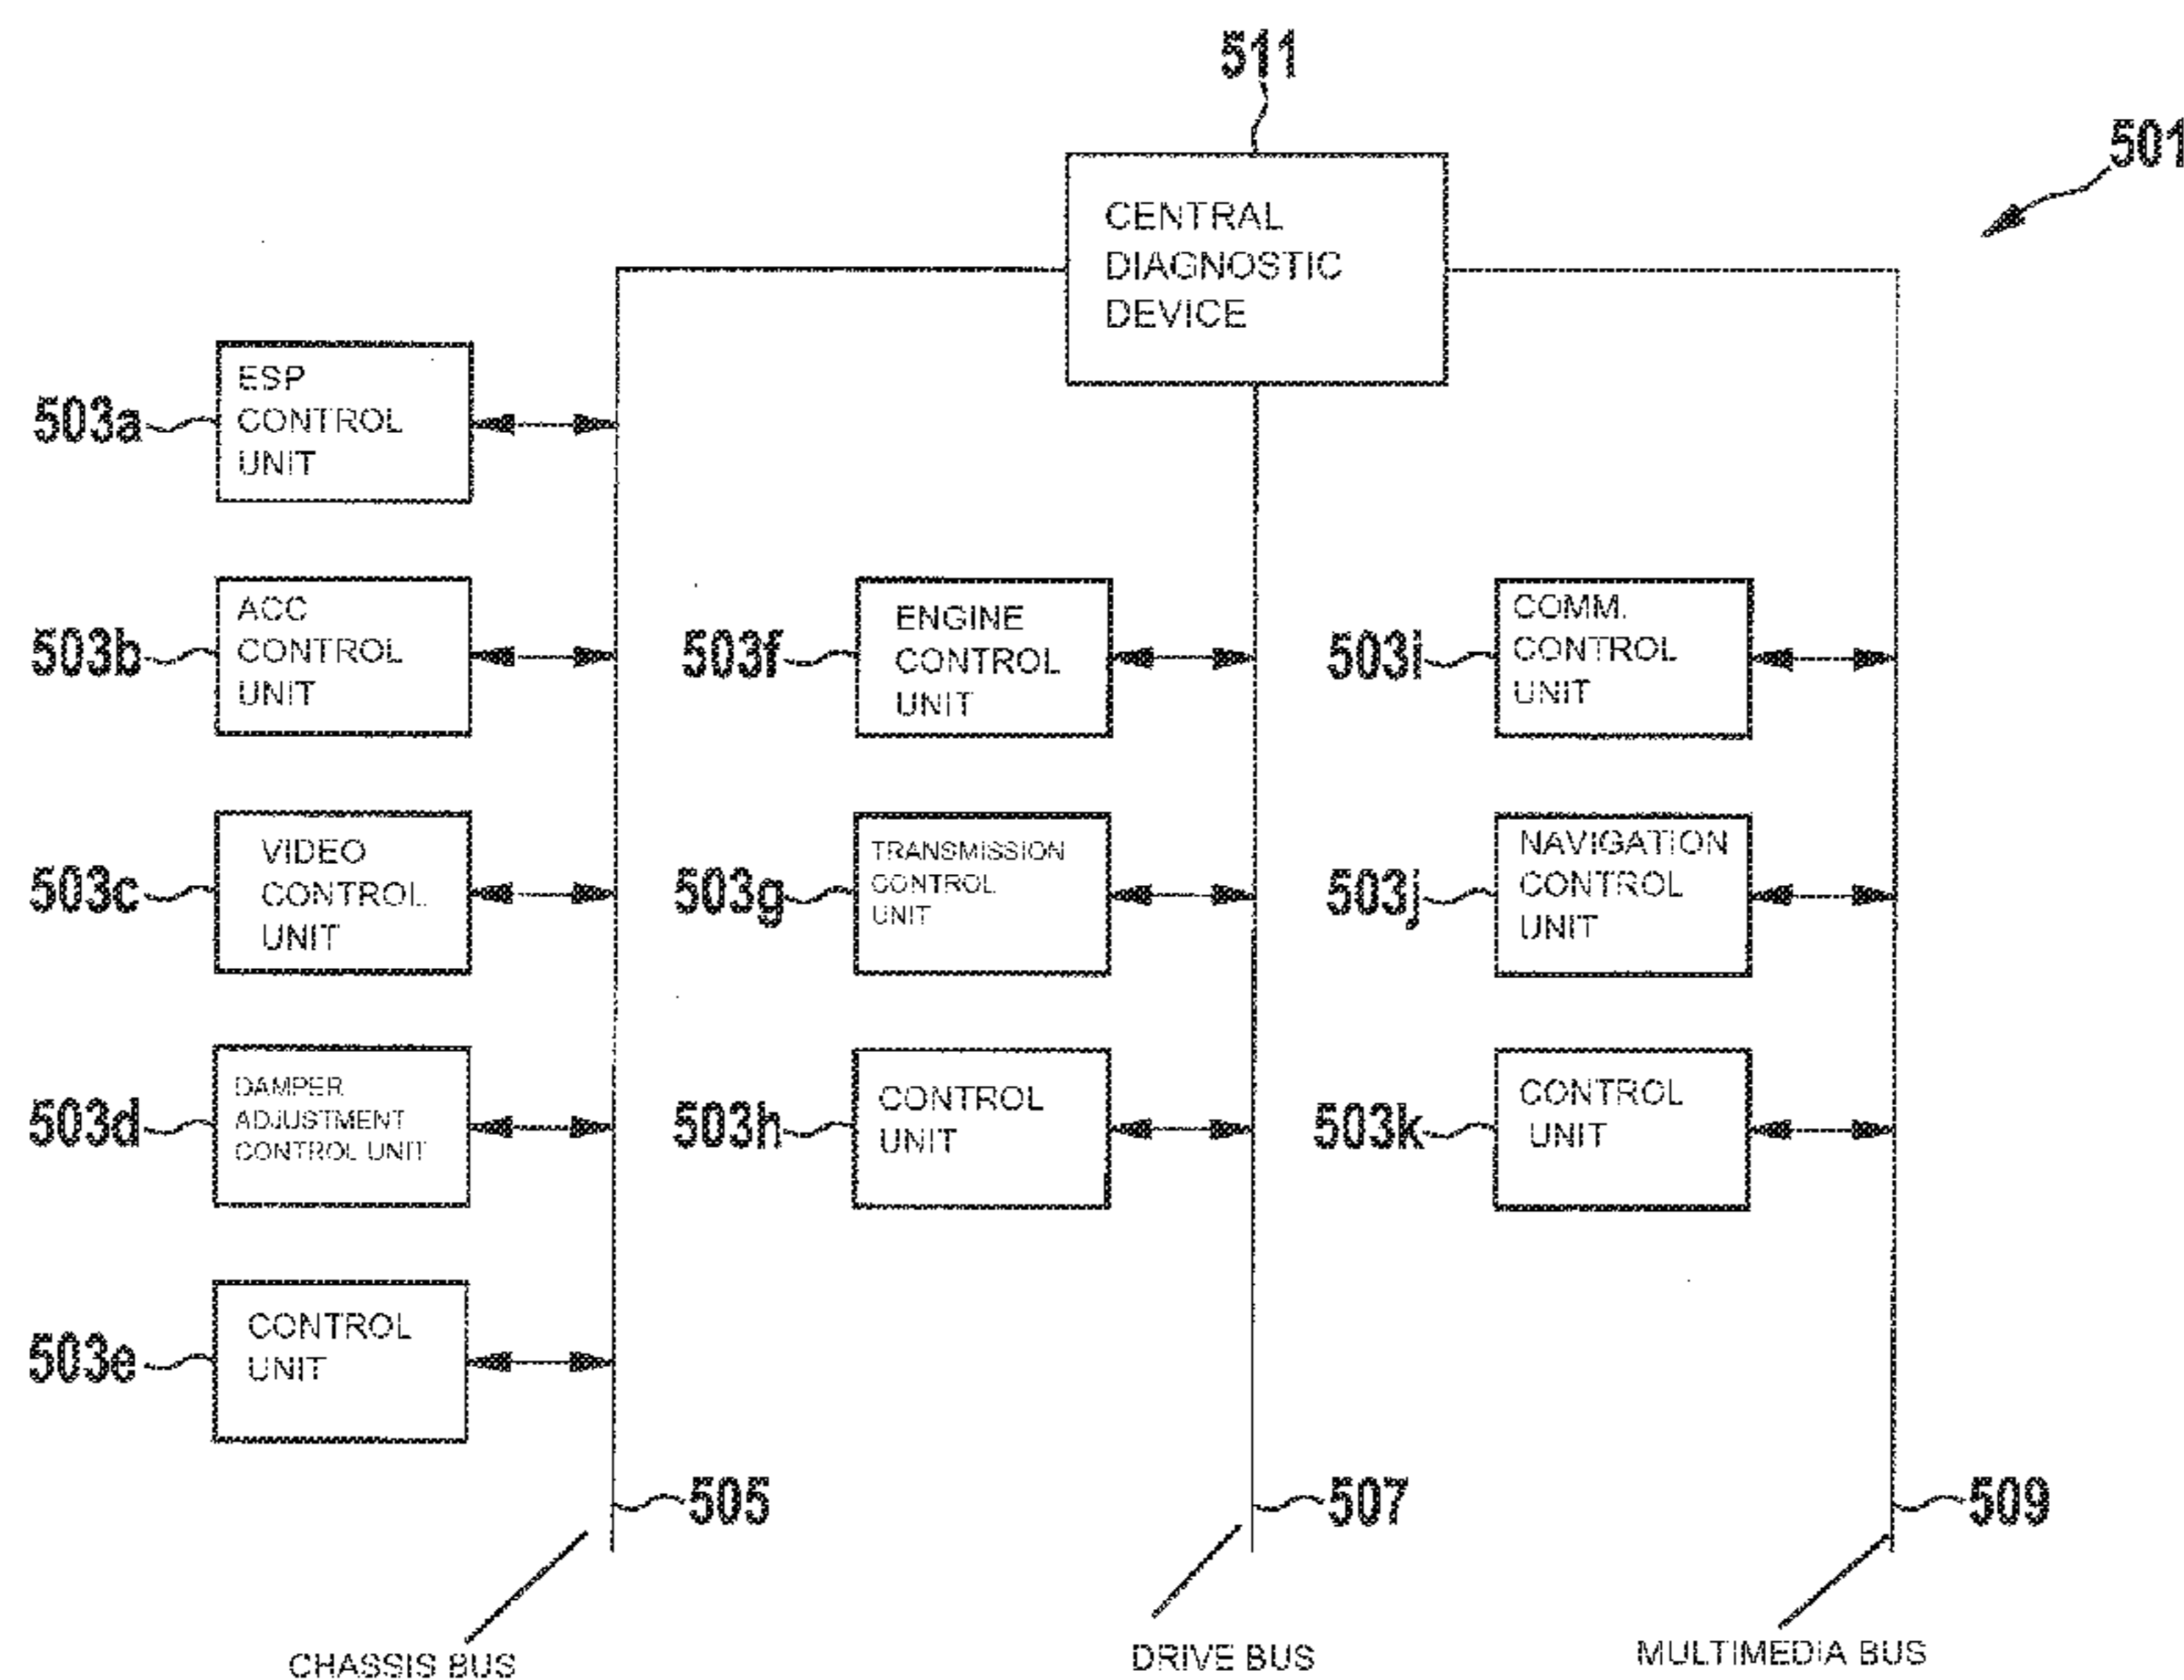 511
501
CENTRAL
DIAGNOSTIC
DEVICE
503a
ESP
CONTROL
UNIT
503b
ACC
CONTROL
UNIT
503f
ENGINE
CONTROL
UNIT
503i
COMM.
CONTROL
UNIT
503c
VIDEO
CONTROL
UNIT
503g
TRANSMISSION
CONTROL
UNIT
503j
NAVIGATION
CONTROL
UNIT
503d
DAMPER
ADJUSTMENT
CONTROL UNIT
503h
CONTROL
UNIT
503k
CONTROL
UNIT
503e
CONTROL
UNIT
505
507
509
CHASSIS BUS
DRIVE BUS
MULTIMEDIA BUS